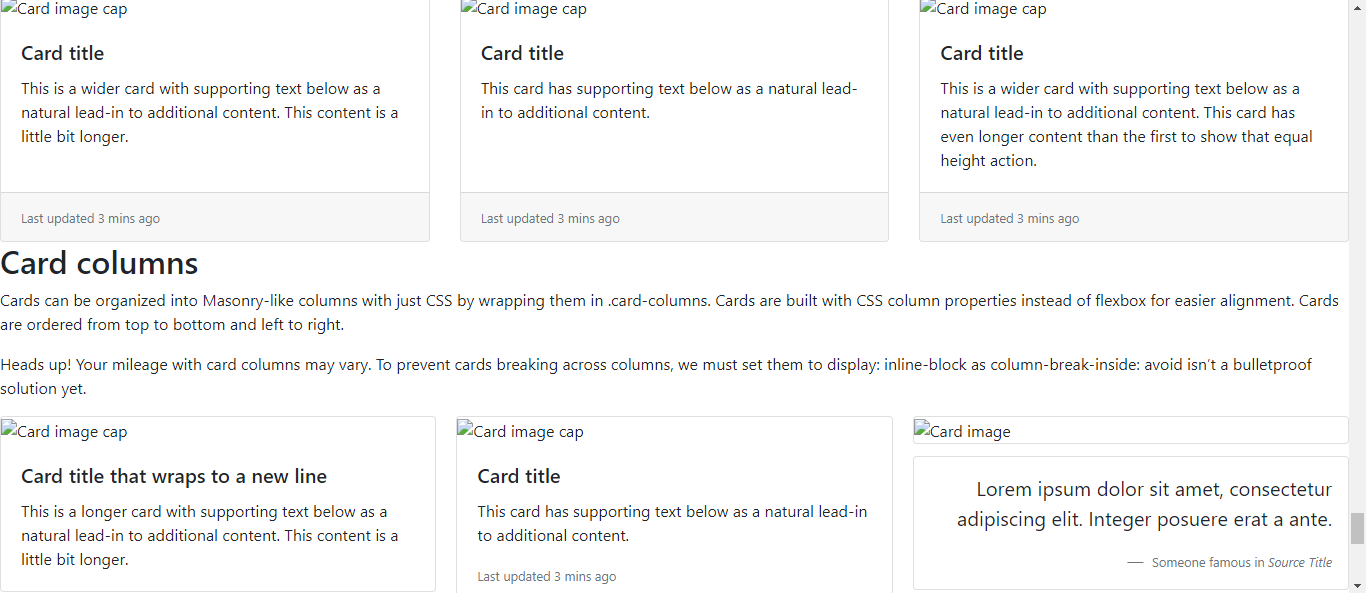 Card image cap
Card title
This is a wider card with supporting text below as a
natural lead-in to additional content. This content is a
little bit longer.
Last updated 3 mins ago
Card image cap
Card title
This card has supporting text below as a natural lead-
in to additional content.
Last updated 3 mins ago
Card image cap
Card title
This is a wider card with supporting text below as a
natural lead-in to additional content. This card has
even longer content than the first to show that equal
height action.
Last updated 3 mins ago
Card columns
Cards can be organized into Masonry-like columns with just CSS by wrapping them in .card-columns. Cards are built with CSS column properties instead of flexbox for easier alignment. Cards
are ordered from top to bottom and left to right.
Heads up! Your mileage with card columns may vary. To prevent cards breaking across columns, we must set them to display: inline-block as column-break-inside: avoid isn’t a bulletproof
solution yet.
Card image cap
Card title that wraps to a new line
This is a longer card with supporting text below as a
natural lead-in to additional content. This content is a
little bit longer.
Card image cap
Card title
This card has supporting text below as a natural lead-in
to additional content.
Last updated 3 mins ago
Card image
Lorem ipsum dolor sit amet, consectetur
adipiscing elit. Integer posuere erat a ante.
— Someone famous in Source Title